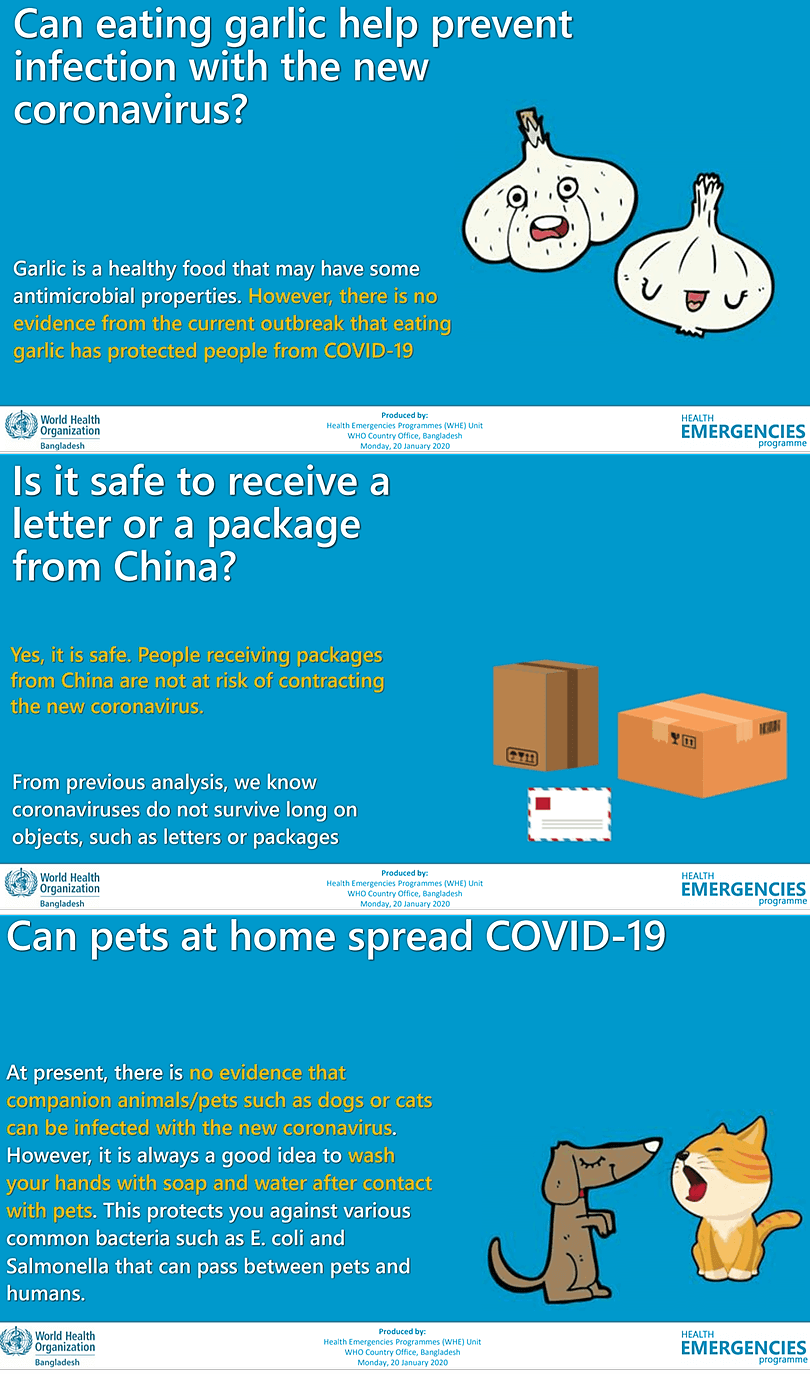 Can eating garlic help prevent
infection with the new
coronavirus?
Garlic is a healthy food that may have some
antimicrobial properties. However, there is no
evidence from the current outbreak that eating
garlic has protected people from COVID-19
World Health
Organization
Bangladesh
Produced by:
Health Emergencies Programmes (WHE) Unit
WHO Country Office, Bangladesh
Monday, 20 January 2020
HEALTH
EMERGENCIES
programme
Is it safe to receive a
letter or a package
from China?
Yes, it is safe. People receiving packages
from China are not at risk of contracting
the new coronavirus.
From previous analysis, we know
coronaviruses do not survive long on
objects, such as letters or packages
World Health
Organization
Bangladesh
Produced by:
Health Emergencies Programmes (WHE) Unit
WHO Country Office, Bangladesh
Monday, 20 January 2020
HEALTH
EMERGENCIES
programme
Can pets at home spread COVID-19
At present, there is no evidence that
companion animals/pets such as dogs or cats
can be infected with the new coronavirus.
However, it is always a good idea to wash
your hands with soap and water after contact
with pets. This protects you against various
common bacteria such as E. coli and
Salmonella that can pass between pets and
humans.
World Health
Organization
Bangladesh
Produced by:
Health Emergencies Programmes (WHE) Unit
WHO Country Office, Bangladesh
Monday, 20 January 2020
HEALTH
EMERGENCIES
programme